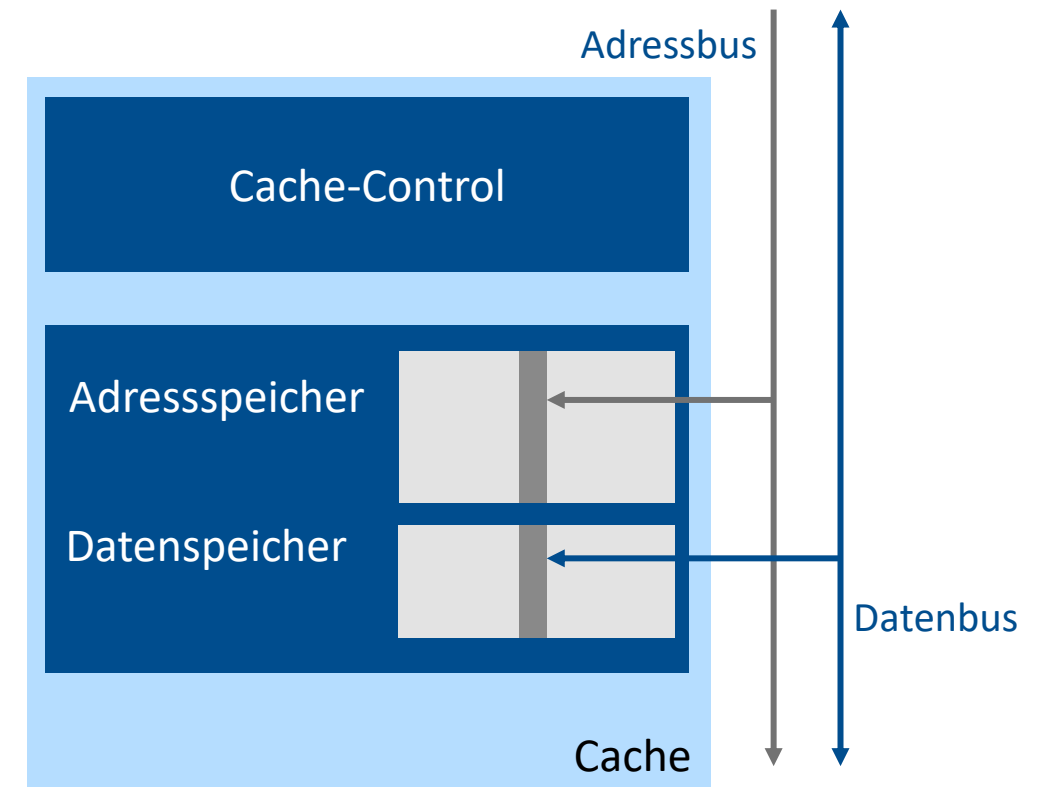 Adressbus
Cache-Control
Adressspeicher
Datenspeicher
Datenbus
Cache